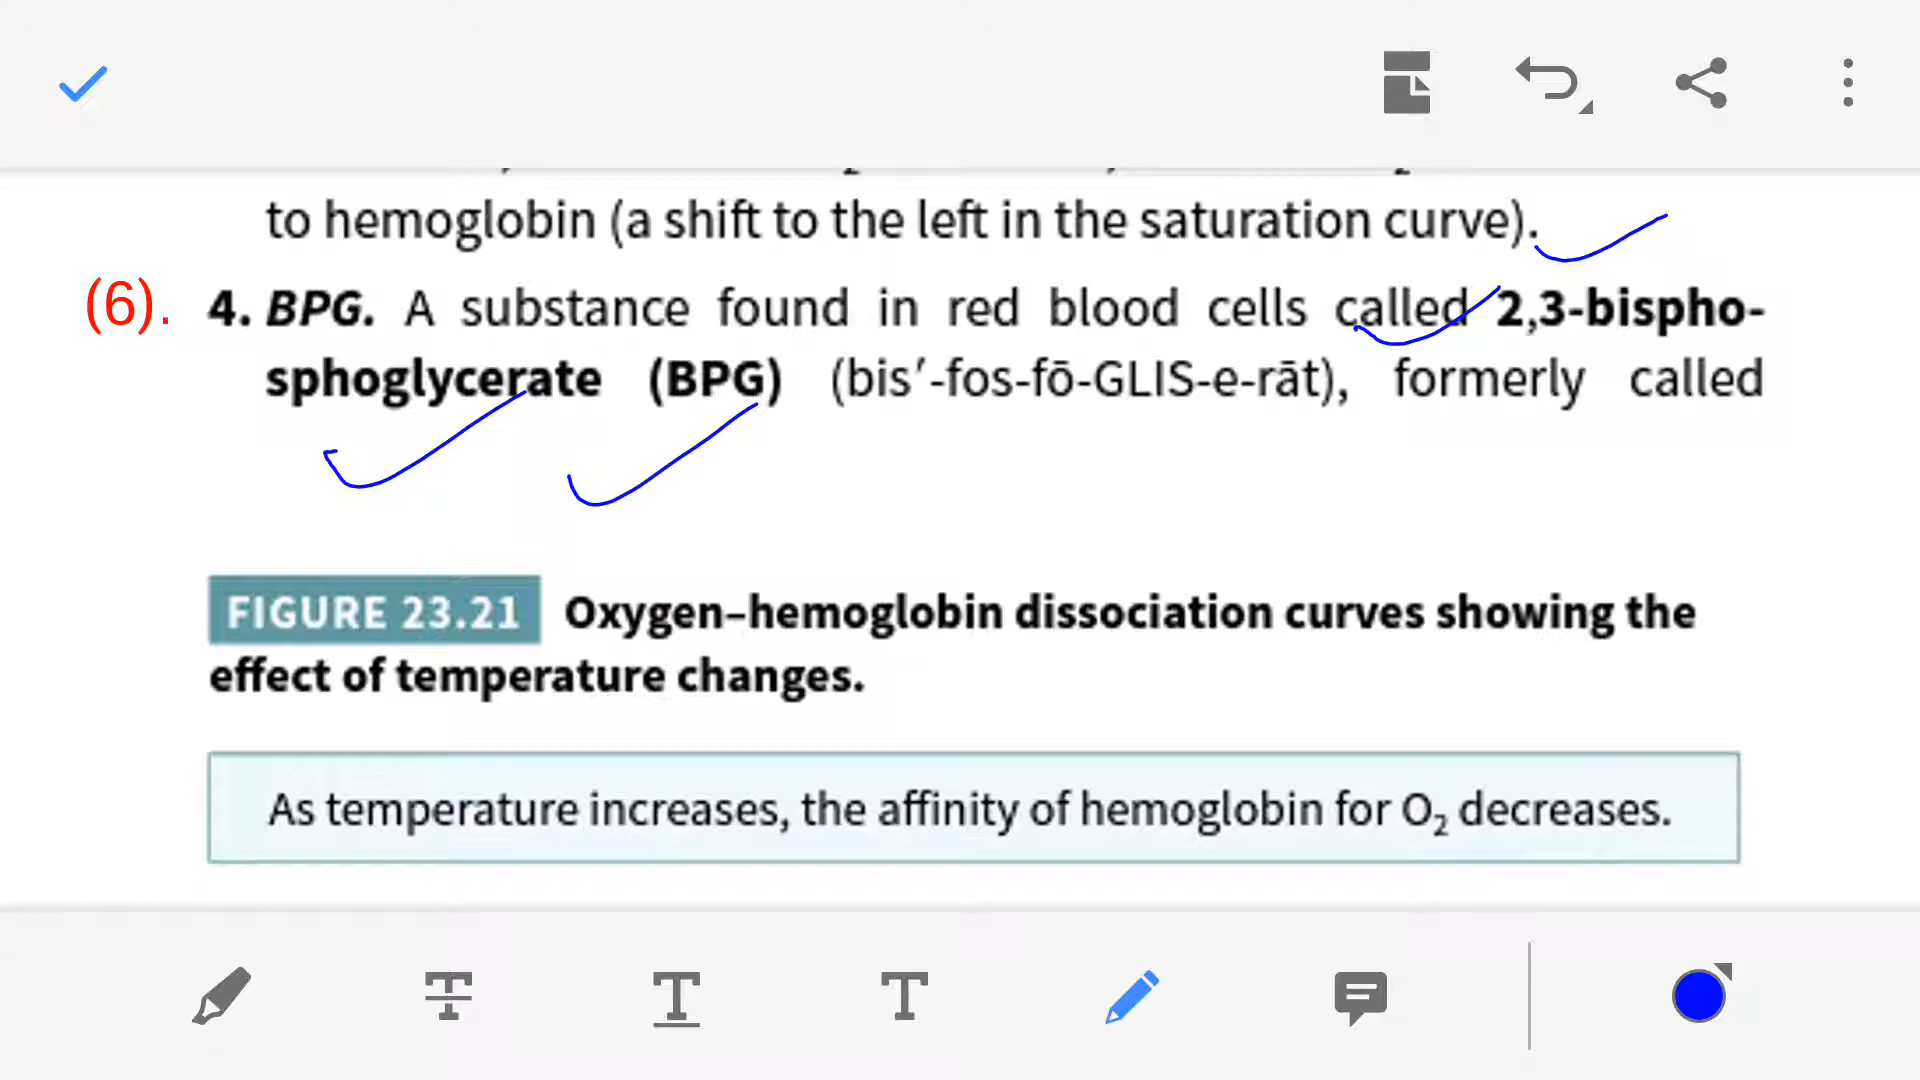 to hemoglobin (a shift to the left in the saturation curve).
(6). 4. BPG. A substance found in red blood cells called 2,3-bispho-
sphoglycerate (BPG) (bis′-fos-fō-GLIS-e-rāt), formerly called
FIGURE 23.21 Oxygen–hemoglobin dissociation curves showing the
effect of temperature changes.
As temperature increases, the affinity of hemoglobin for O₂ decreases.